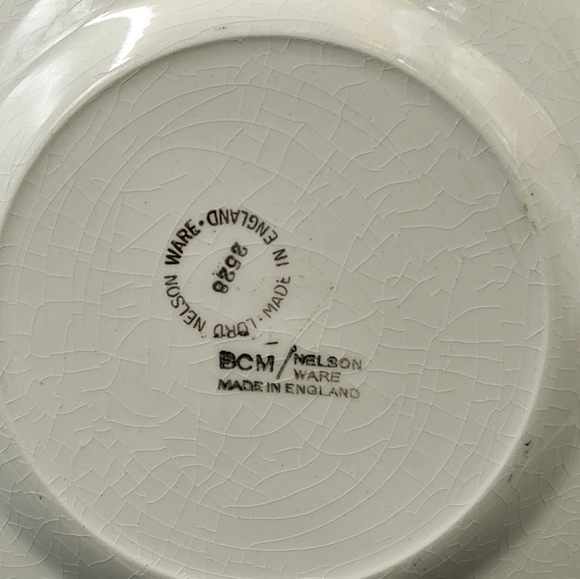 LORD NELSON WARE · MADE IN ENGLAND ·
2528
BCM / NELSON
WARE
MADE IN ENGLAND